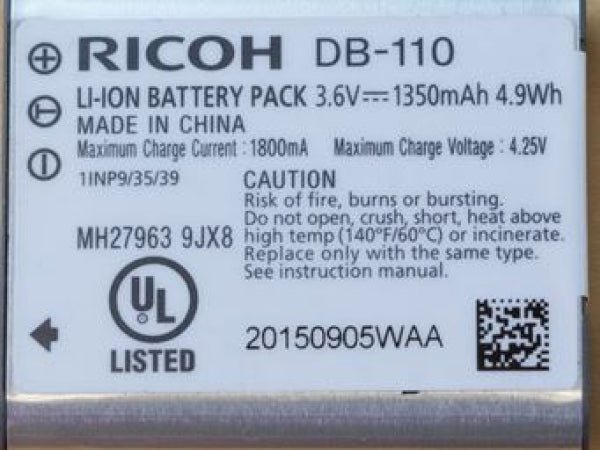 RICOH DB-110
LI-ION BATTERY PACK 3.6V⎓1350mAh 4.9Wh
MADE IN CHINA
Maximum Charge Current : 1800mA Maximum Charge Voltage : 4.25V
1INP9/35/39
CAUTION
Risk of fire, burns or bursting.
Do not open, crush, short, heat above
high temp (140°F/60°C) or incinerate.
Replace only with the same type.
See instruction manual.
MH27963 9JX8
UL
LISTED
20150905WAA